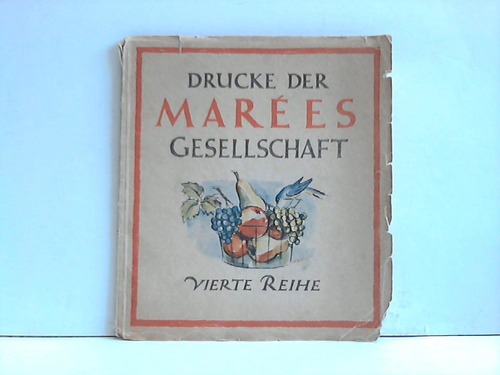 DRUCKE DER
MARÉES
GESELLSCHAFT
VIERTE REIHE